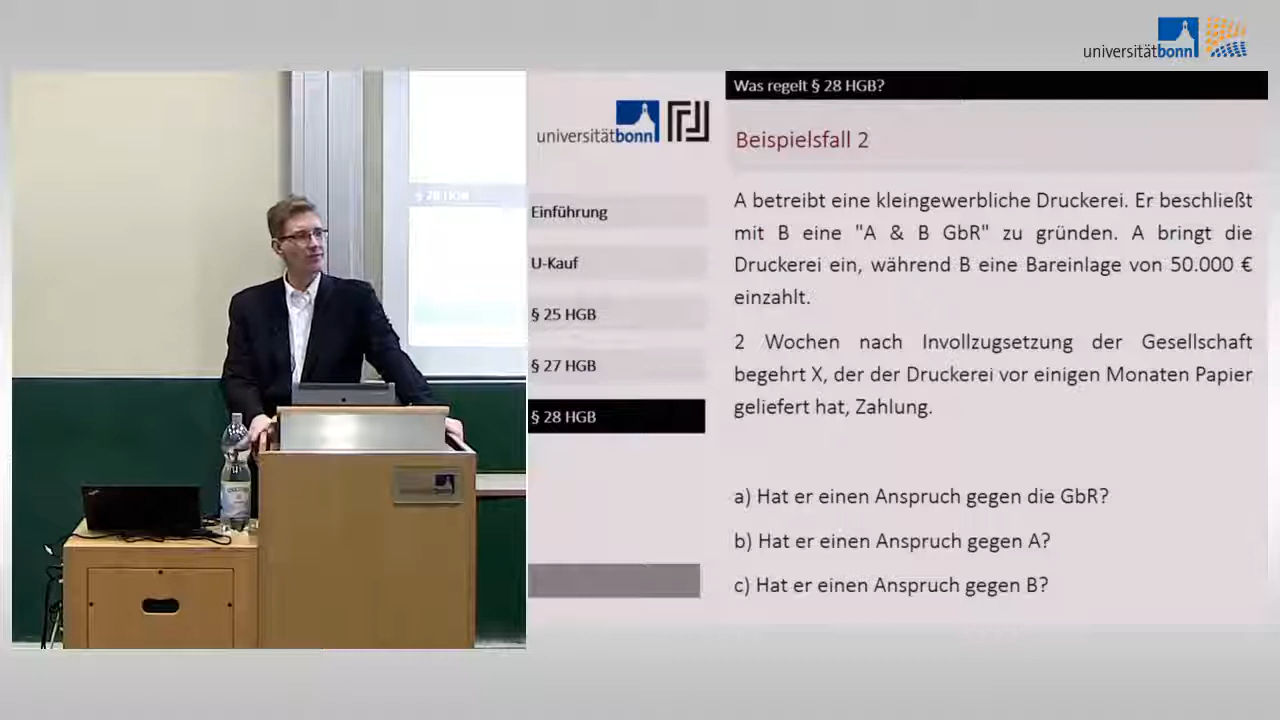 universitätbonn
Was regelt § 28 HGB?
universitätbonn
Beispielsfall 2
Einführung
U-Kauf
§ 25 HGB
§ 27 HGB
§ 28 HGB
A betreibt eine kleingewerbliche Druckerei. Er beschließt
mit B eine "A & B GbR" zu gründen. A bringt die
Druckerei ein, während B eine Bareinlage von 50.000 €
einzahlt.
2 Wochen nach Invollzugsetzung der Gesellschaft
begehrt X, der der Druckerei vor einigen Monaten Papier
geliefert hat, Zahlung.
a) Hat er einen Anspruch gegen die GbR?
b) Hat er einen Anspruch gegen A?
c) Hat er einen Anspruch gegen B?
§ 28 HGB